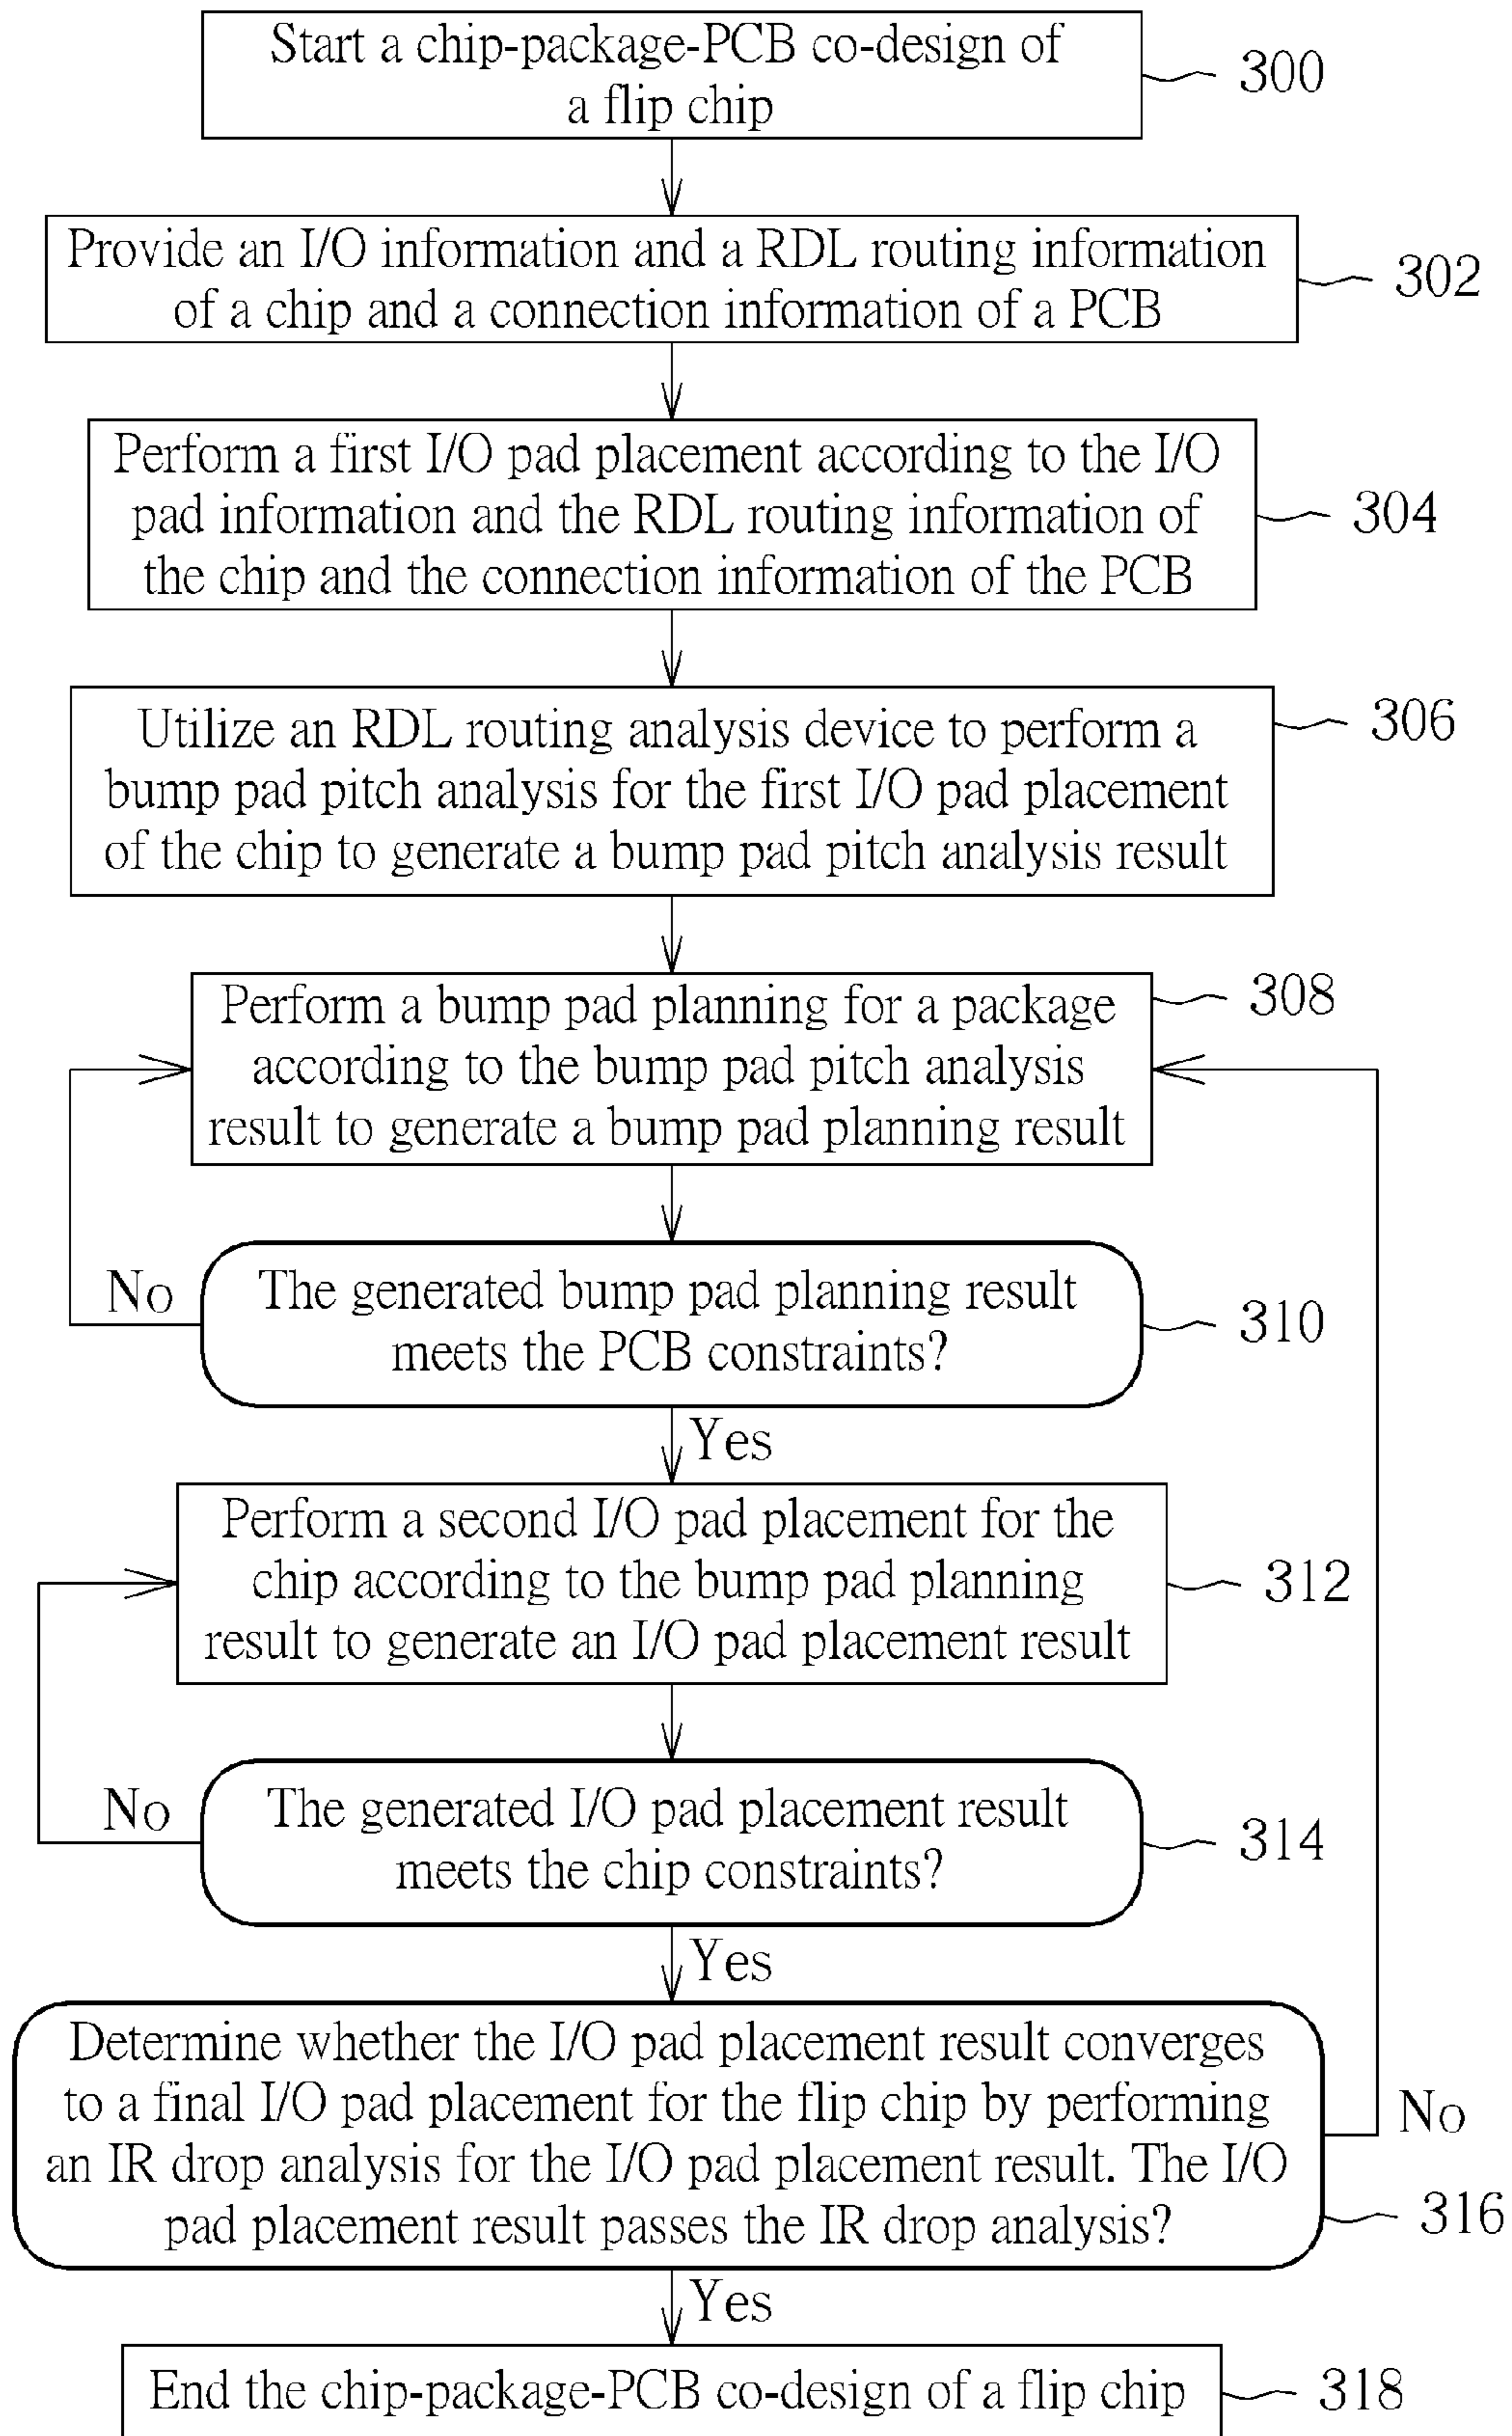 Start a chip-package-PCB co-design of
a flip chip
300
Provide an I/O information and a RDL routing information
of a chip and a connection information of a PCB
302
Perform a first I/O pad placement according to the I/O
pad information and the RDL routing information of
the chip and the connection information of the PCB
304
Utilize an RDL routing analysis device to perform a
bump pad pitch analysis for the first I/O pad placement
of the chip to generate a bump pad pitch analysis result
306
Perform a bump pad planning for a package
according to the bump pad pitch analysis
result to generate a bump pad planning result
308
No
The generated bump pad planning result
meets the PCB constraints?
310
Yes
Perform a second I/O pad placement for the
chip according to the bump pad planning
result to generate an I/O pad placement result
312
No
The generated I/O pad placement result
meets the chip constraints?
314
Yes
Determine whether the I/O pad placement result converges
to a final I/O pad placement for the flip chip by performing
an IR drop analysis for the I/O pad placement result. The I/O
pad placement result passes the IR drop analysis?
No
316
Yes
End the chip-package-PCB co-design of a flip chip
318